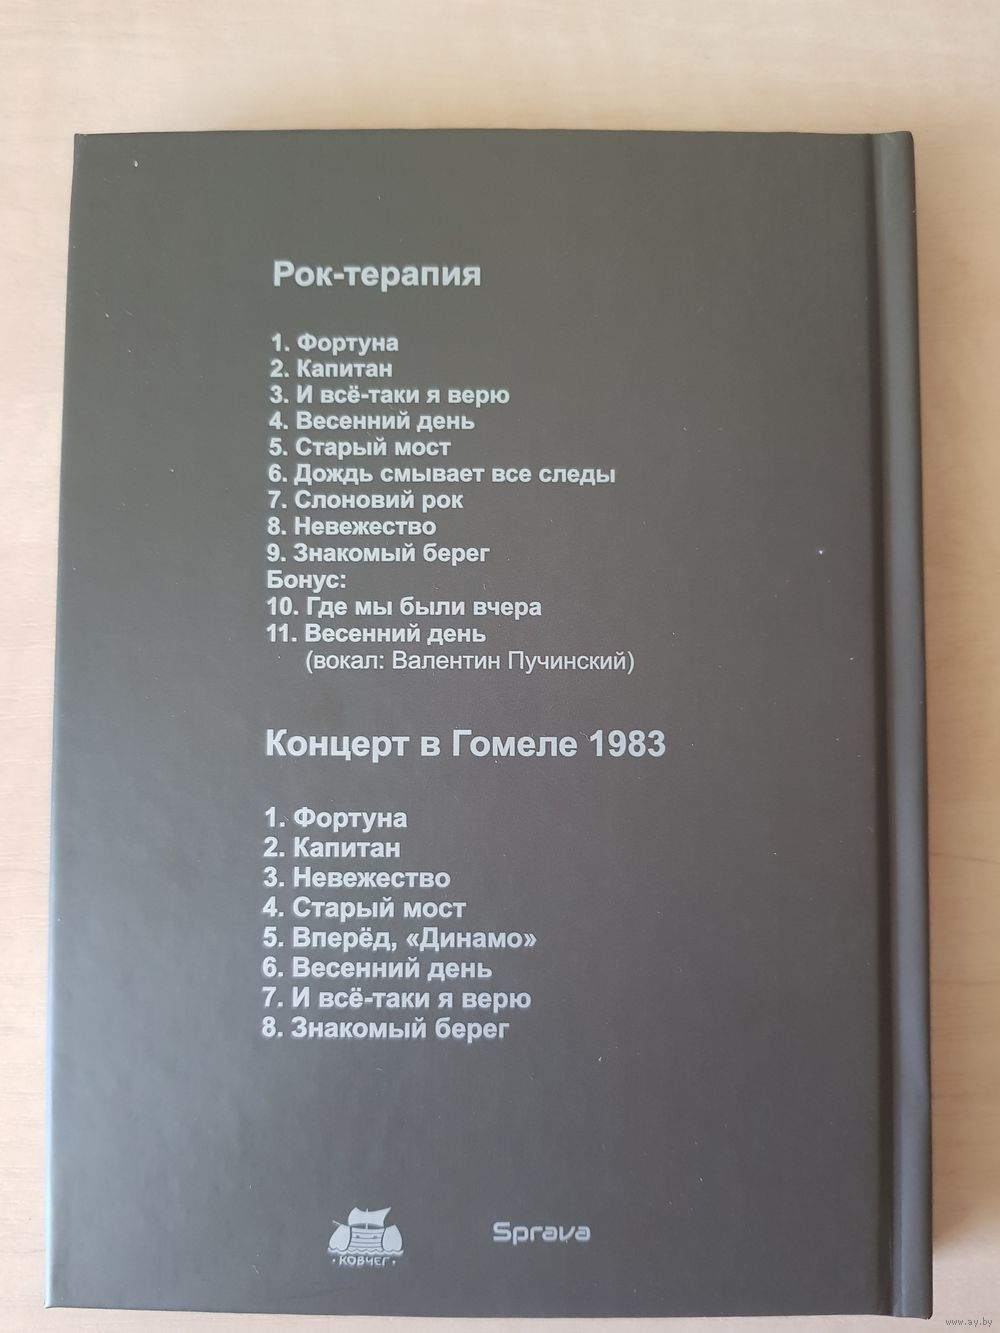 Рок-терапия
1. Фортуна
2. Капитан
3. И всё-таки я верю
4. Весенний день
5. Старый мост
6. Дождь смывает все следы
7. Слоновий рок
8. Невежество
9. Знакомый берег
Бонус:
10. Где мы были вчера
11. Весенний день
(вокал: Валентин Пучинский)
Концерт в Гомеле 1983
1. Фортуна
2. Капитан
3. Невежество
4. Старый мост
5. Вперёд, «Динамо»
6. Весенний день
7. И всё-таки я верю
8. Знакомый берег
·КОВЧЕГ·
Sprava
www.ay.by